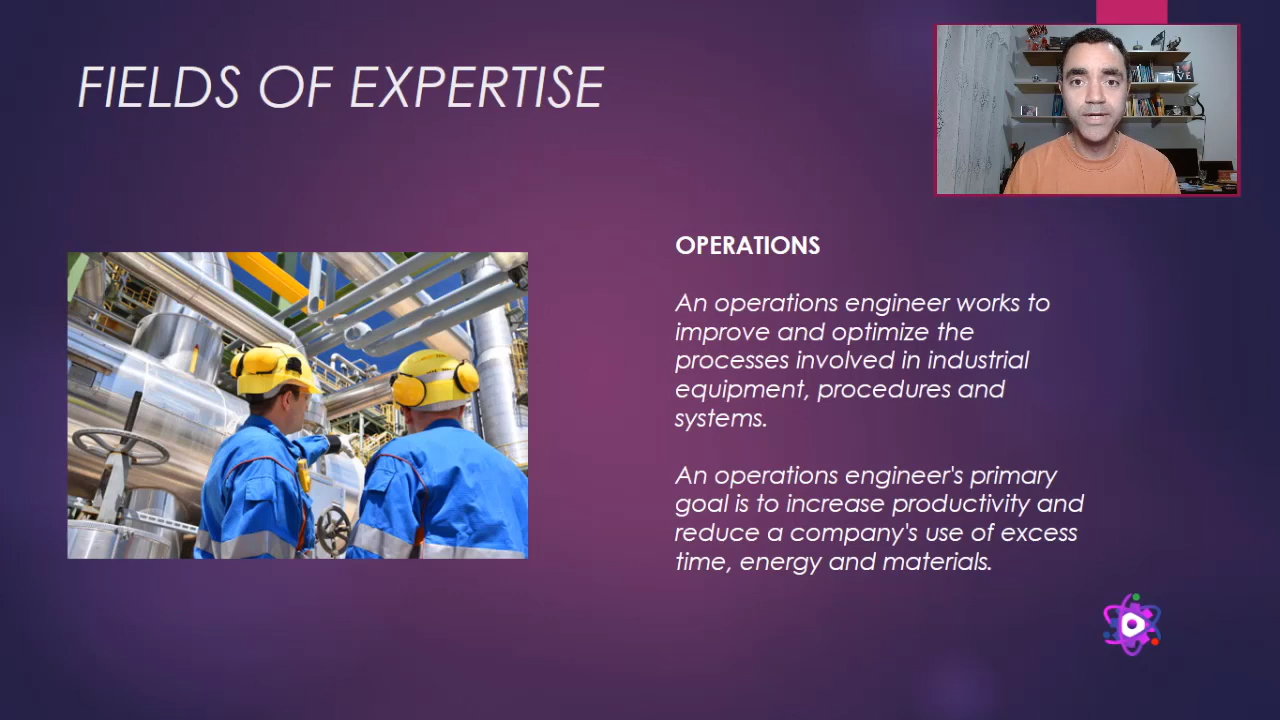 FIELDS OF EXPERTISE
OPERATIONS
An operations engineer works to
improve and optimize the
processes involved in industrial
equipment, procedures and
systems.
An operations engineer's primary
goal is to increase productivity and
reduce a company's use of excess
time, energy and materials.